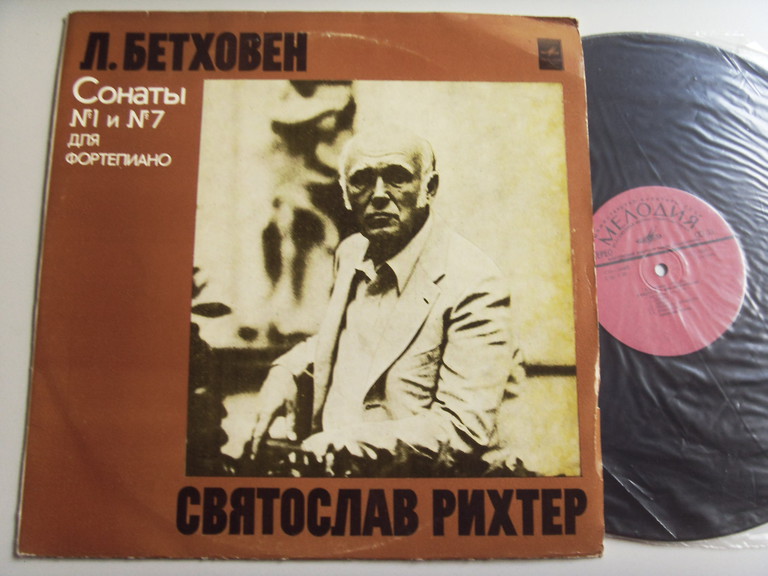 Л. БЕТХОВЕН
Сонаты
№1 и №7
ДЛЯ
ФОРТЕПИАНО
СВЯТОСЛАВ РИХТЕР
МЕЛОДИЯ